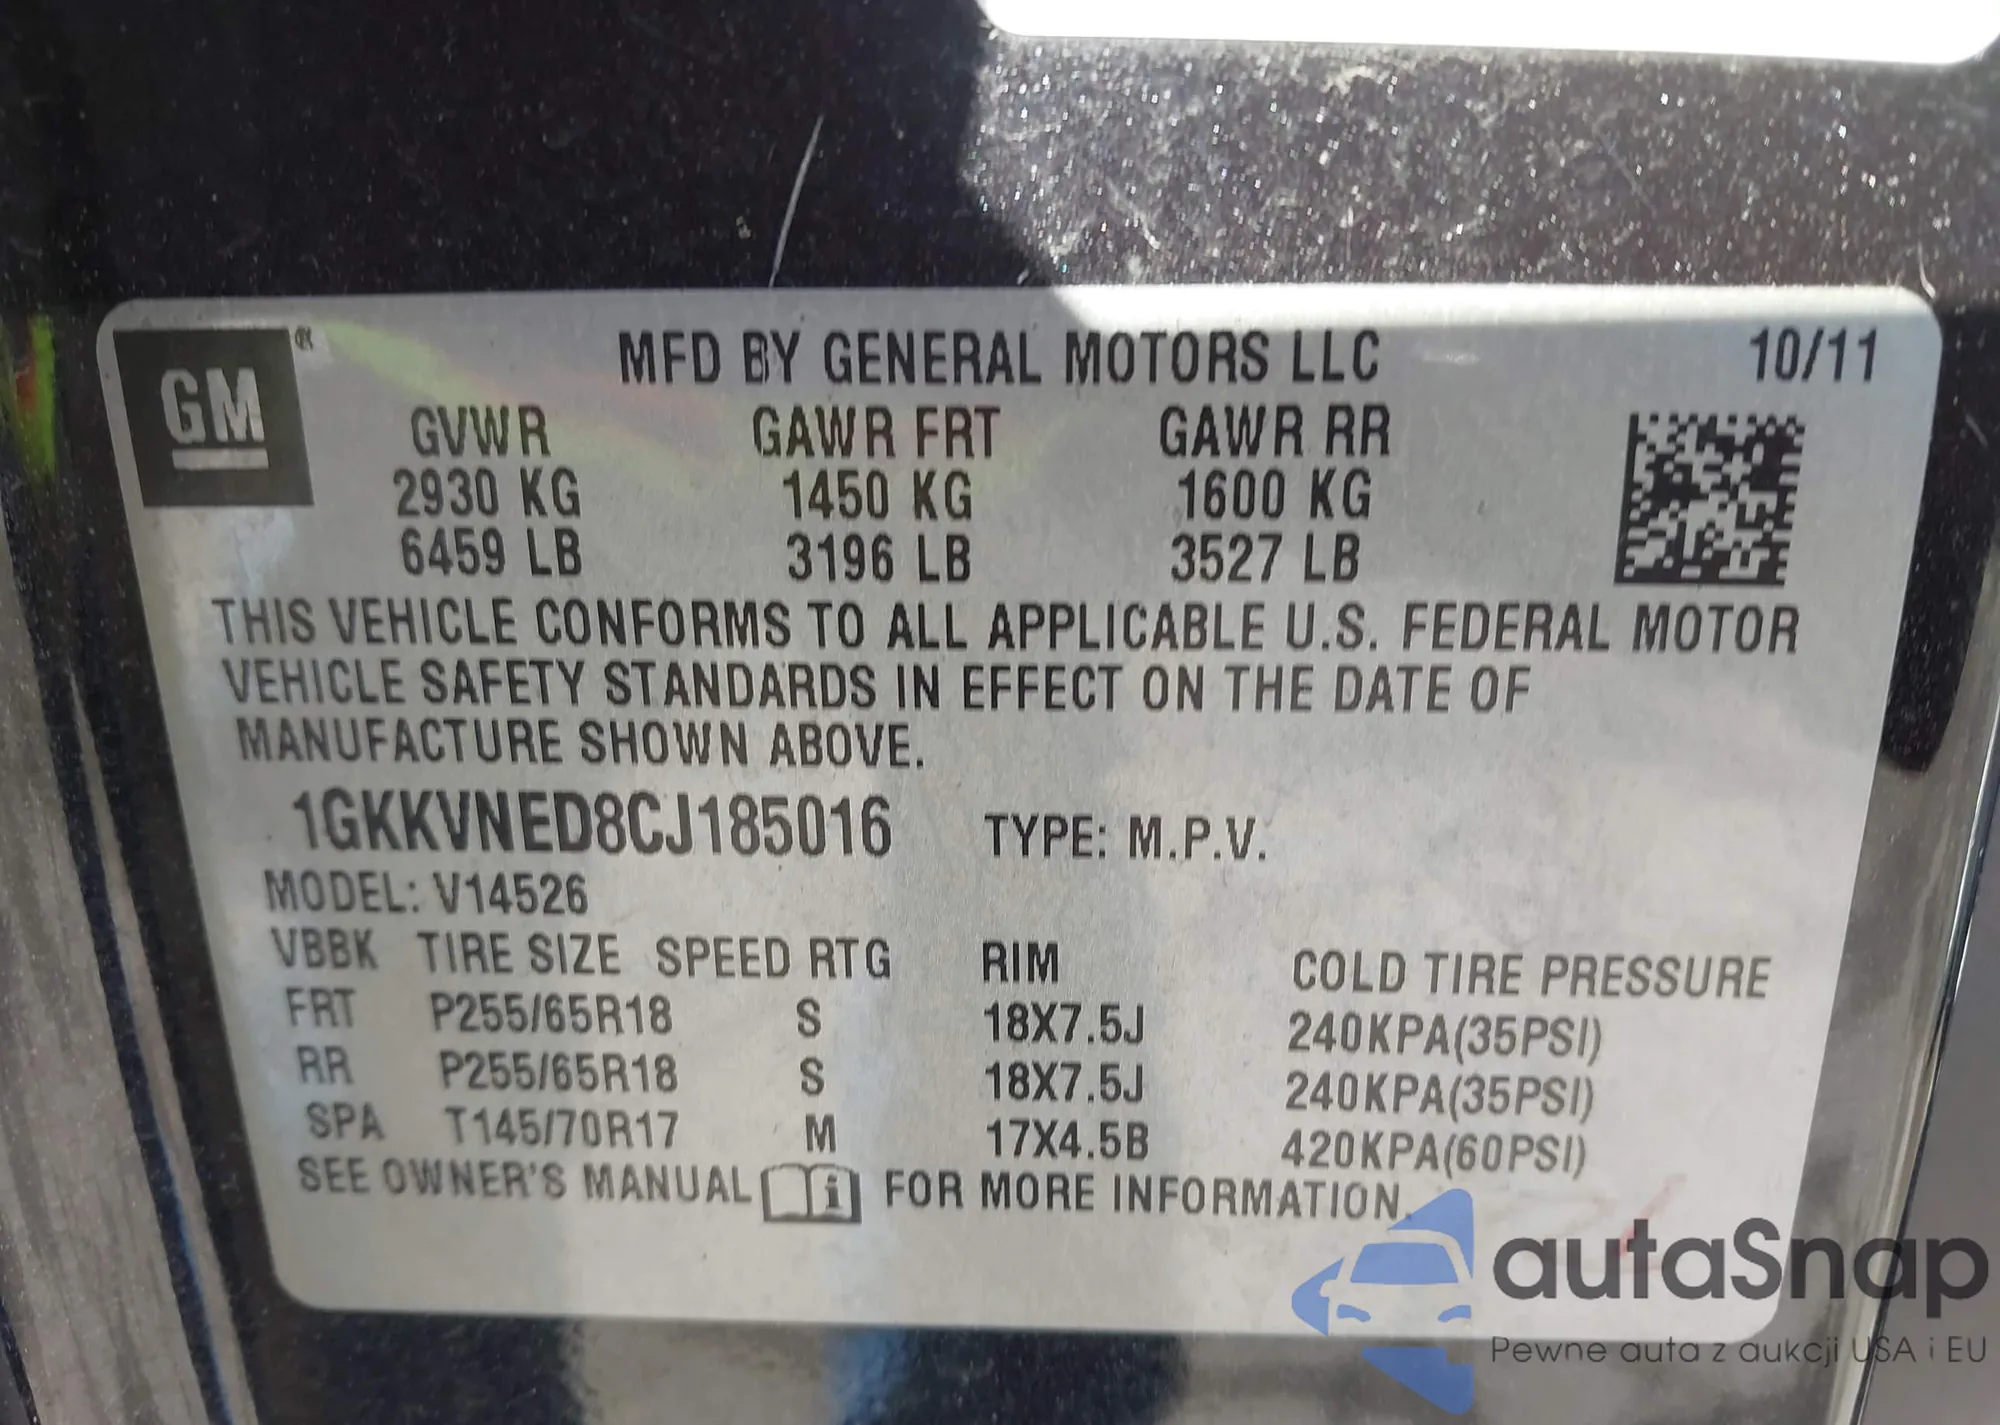 GM ® MFD BY GENERAL MOTORS LLC 10/11
GVWR GAWR FRT GAWR RR
2930 KG 1450 KG 1600 KG
6459 LB 3196 LB 3527 LB
THIS VEHICLE CONFORMS TO ALL APPLICABLE U.S. FEDERAL MOTOR
VEHICLE SAFETY STANDARDS IN EFFECT ON THE DATE OF
MANUFACTURE SHOWN ABOVE.
1GKKVNED8CJ185016 TYPE: M.P.V.
MODEL: V14526
VBBK TIRE SIZE SPEED RTG RIM COLD TIRE PRESSURE
FRT P255/65R18 S 18X7.5J 240KPA(35PSI)
RR P255/65R18 S 18X7.5J 240KPA(35PSI)
SPA T145/70R17 M 17X4.5B 420KPA(60PSI)
SEE OWNER'S MANUAL i FOR MORE INFORMATION.
autaSnap
Pewne auta z aukcji USA i EU